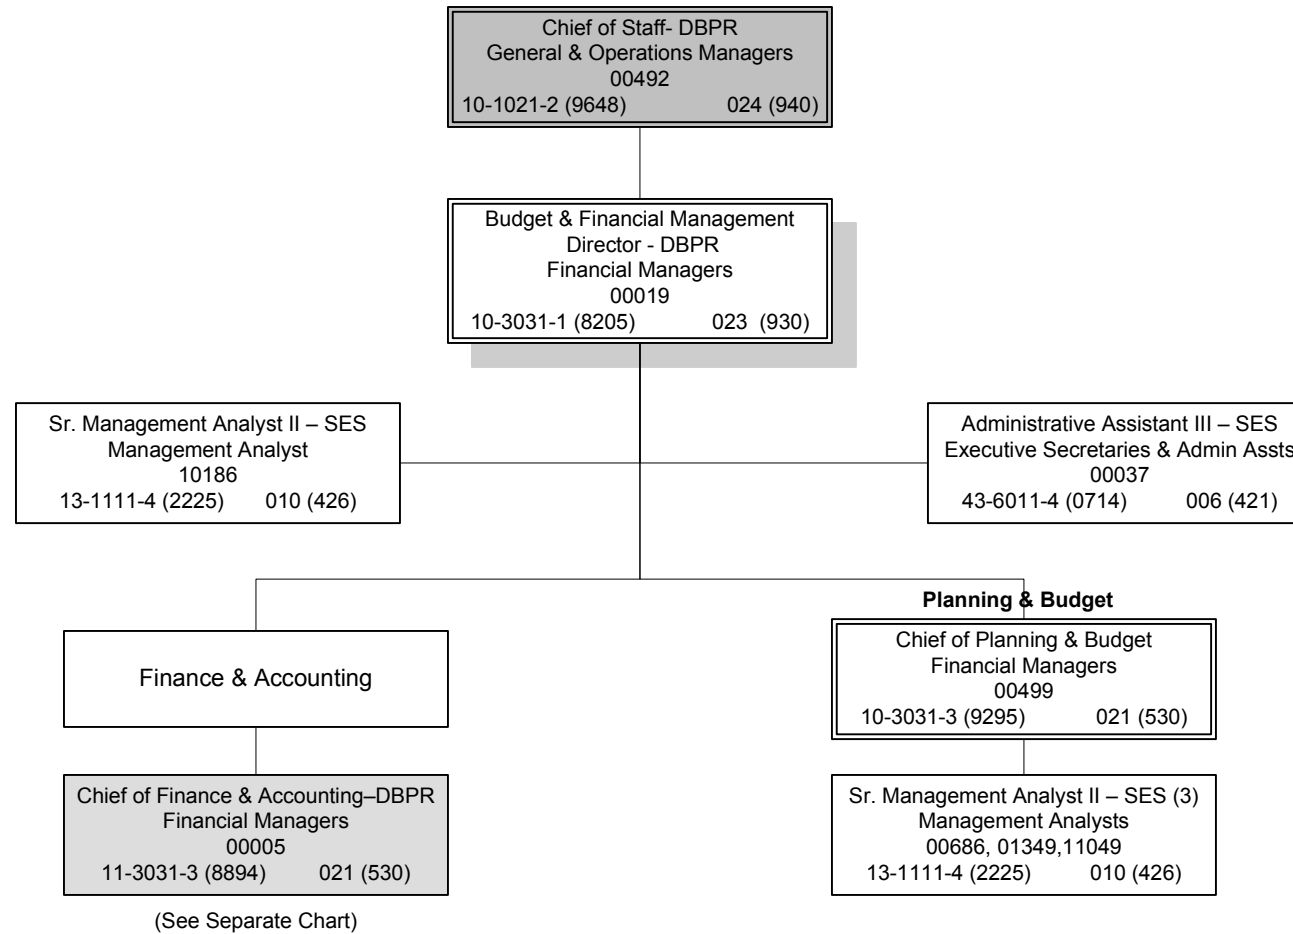 Chief of Staff- DBPR
General & Operations Managers
00492
10-1021-2 (9648) 024 (940)
Budget & Financial Management
Director - DBPR
Financial Managers
00019
10-3031-1 (8205) 023 (930)
Sr. Management Analyst II – SES
Management Analyst
10186
13-1111-4 (2225) 010 (426)
Administrative Assistant III – SES
Executive Secretaries & Admin Assts
00037
43-6011-4 (0714) 006 (421)
Finance & Accounting
Chief of Finance & Accounting–DBPR
Financial Managers
00005
11-3031-3 (8894) 021 (530)
(See Separate Chart)
Planning & Budget
Chief of Planning & Budget
Financial Managers
00499
10-3031-3 (9295) 021 (530)
Sr. Management Analyst II – SES (3)
Management Analysts
00686, 01349,11049
13-1111-4 (2225) 010 (426)